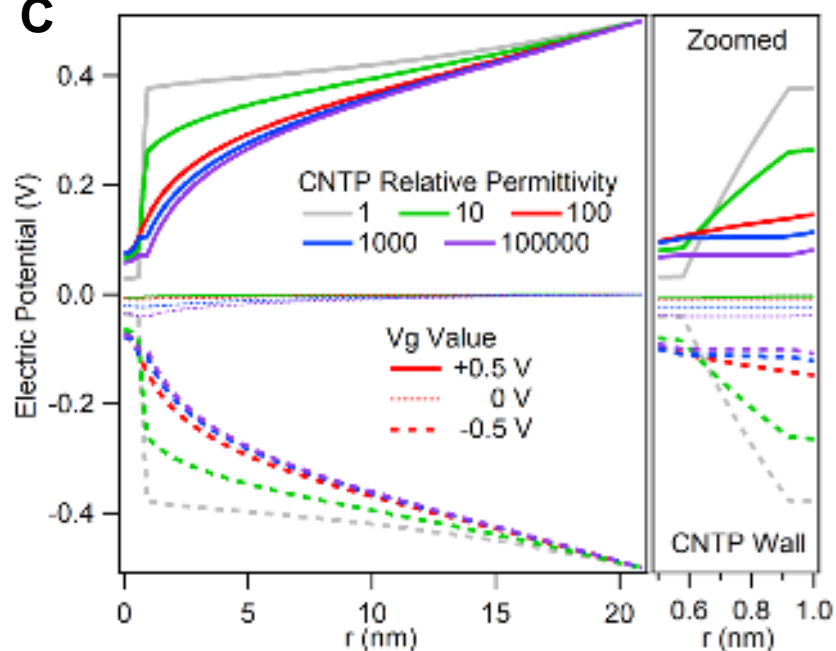 C
Zoomed
0.4
0.2
0.0
-0.2
-0.4
Electric Potential (V)
CNTP Relative Permittivity
1 10 100
1000 100000
Vg Value
+0.5 V
0 V
-0.5 V
CNTP Wall
0 5 10 15 20
r (nm)
0.6 0.8 1.0
r (nm)